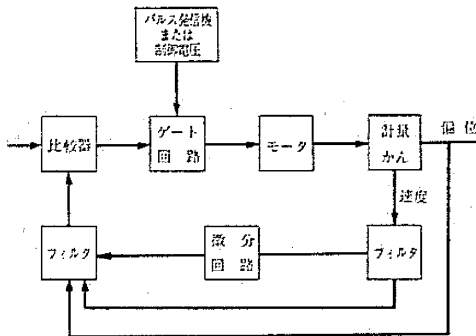 パルス発信機
または
制御電圧
比較器
ゲート
回路
モータ
計量
かん
偏位
速度
フィルタ
微分
回路
フィルタ